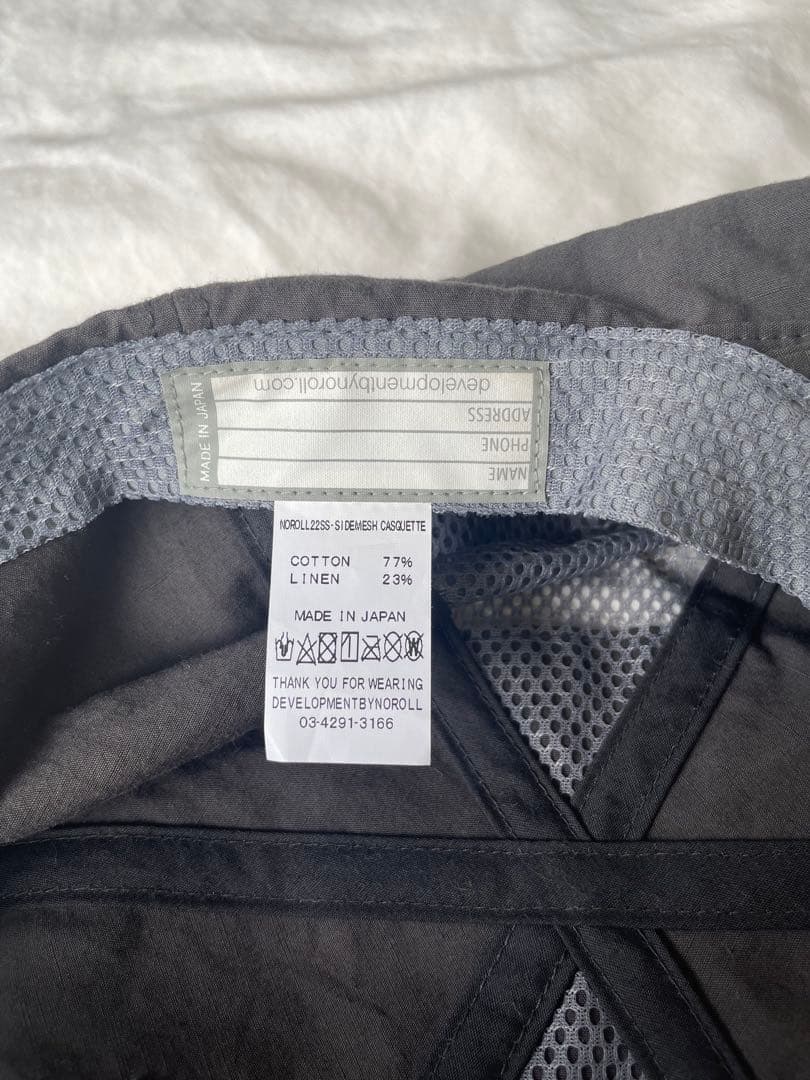 developmentbynoroll.com
ADDRESS
PHONE
NAME
MADE IN JAPAN
NOROLL22SS-SIDEMESH CASQUETTE
COTTON 77%
LINEN 23%
MADE IN JAPAN
W
THANK YOU FOR WEARING
DEVELOPMENTBYNOROLL
03-4291-3166